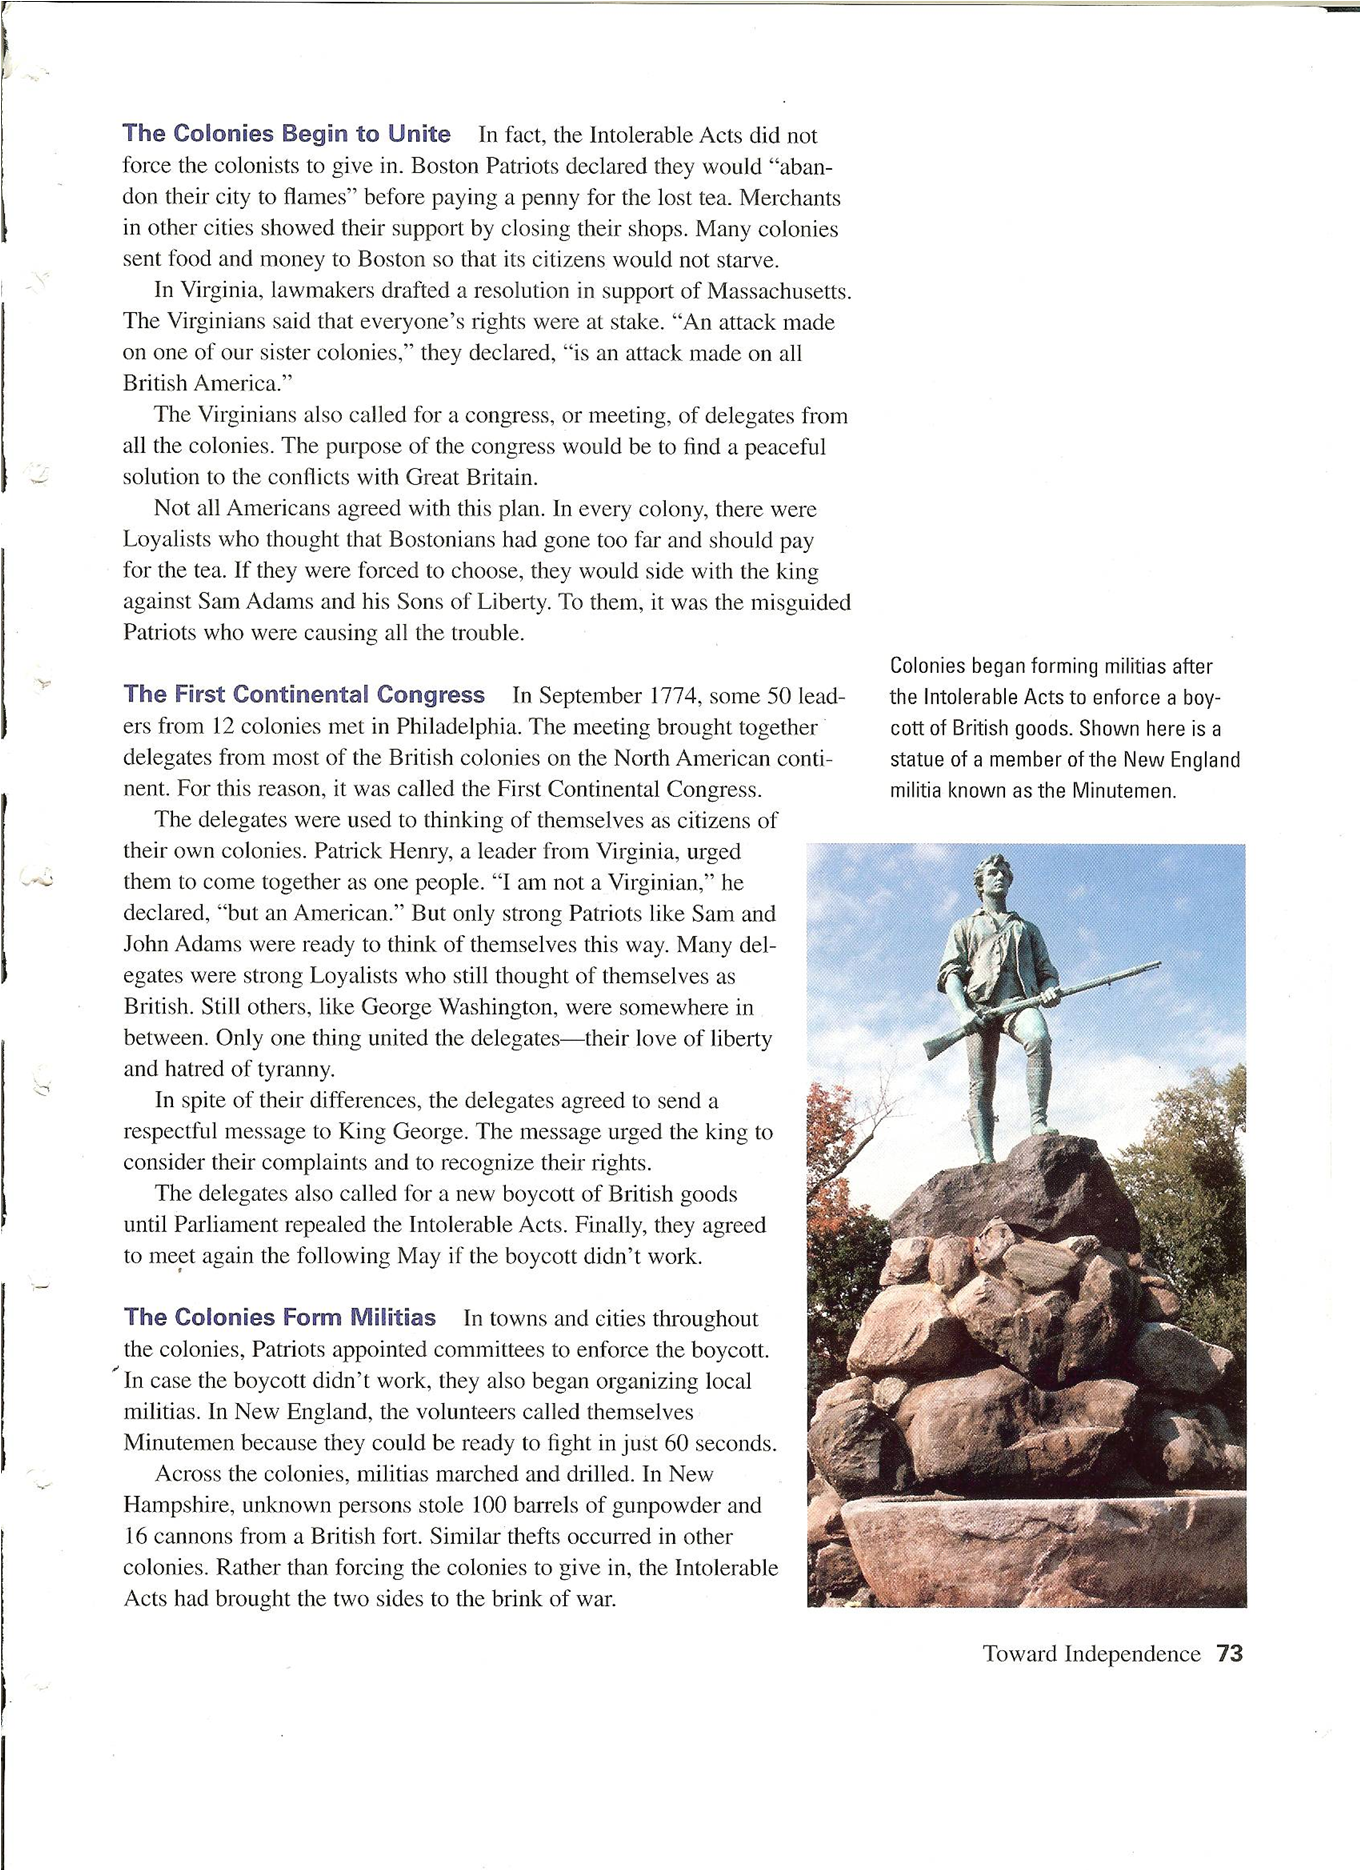 The Colonies Begin to Unite In fact, the Intolerable Acts did not
force the colonists to give in. Boston Patriots declared they would “aban-
don their city to flames” before paying a penny for the lost tea. Merchants
in other cities showed their support by closing their shops. Many colonies
sent food and money to Boston so that its citizens would not starve.
In Virginia, lawmakers drafted a resolution in support of Massachusetts.
The Virginians said that everyone’s rights were at stake. “An attack made
on one of our sister colonies,” they declared, “is an attack made on all
British America.”
The Virginians also called for a congress, or meeting, of delegates from
all the colonies. The purpose of the congress would be to find a peaceful
solution to the conflicts with Great Britain.
Not all Americans agreed with this plan. In every colony, there were
Loyalists who thought that Bostonians had gone too far and should pay
for the tea. If they were forced to choose, they would side with the king
against Sam Adams and his Sons of Liberty. To them, it was the misguided
Patriots who were causing all the trouble.
The First Continental Congress In September 1774, some 50 lead-
ers from 12 colonies met in Philadelphia. The meeting brought together
delegates from most of the British colonies on the North American conti-
nent. For this reason, it was called the First Continental Congress.
The delegates were used to thinking of themselves as citizens of
their own colonies. Patrick Henry, a leader from Virginia, urged
them to come together as one people. “I am not a Virginian,” he
declared, “but an American.” But only strong Patriots like Sam and
John Adams were ready to think of themselves this way. Many del-
egates were strong Loyalists who still thought of themselves as
British. Still others, like George Washington, were somewhere in
between. Only one thing united the delegates—their love of liberty
and hatred of tyranny.
In spite of their differences, the delegates agreed to send a
respectful message to King George. The message urged the king to
consider their complaints and to recognize their rights.
The delegates also called for a new boycott of British goods
until Parliament repealed the Intolerable Acts. Finally, they agreed
to meet again the following May if the boycott didn’t work.
The Colonies Form Militias In towns and cities throughout
the colonies, Patriots appointed committees to enforce the boycott.
In case the boycott didn’t work, they also began organizing local
militias. In New England, the volunteers called themselves
Minutemen because they could be ready to fight in just 60 seconds.
Across the colonies, militias marched and drilled. In New
Hampshire, unknown persons stole 100 barrels of gunpowder and
16 cannons from a British fort. Similar thefts occurred in other
colonies. Rather than forcing the colonies to give in, the Intolerable
Acts had brought the two sides to the brink of war.
Colonies began forming militias after
the Intolerable Acts to enforce a boy-
cott of British goods. Shown here is a
statue of a member of the New England
militia known as the Minutemen.
Toward Independence 73